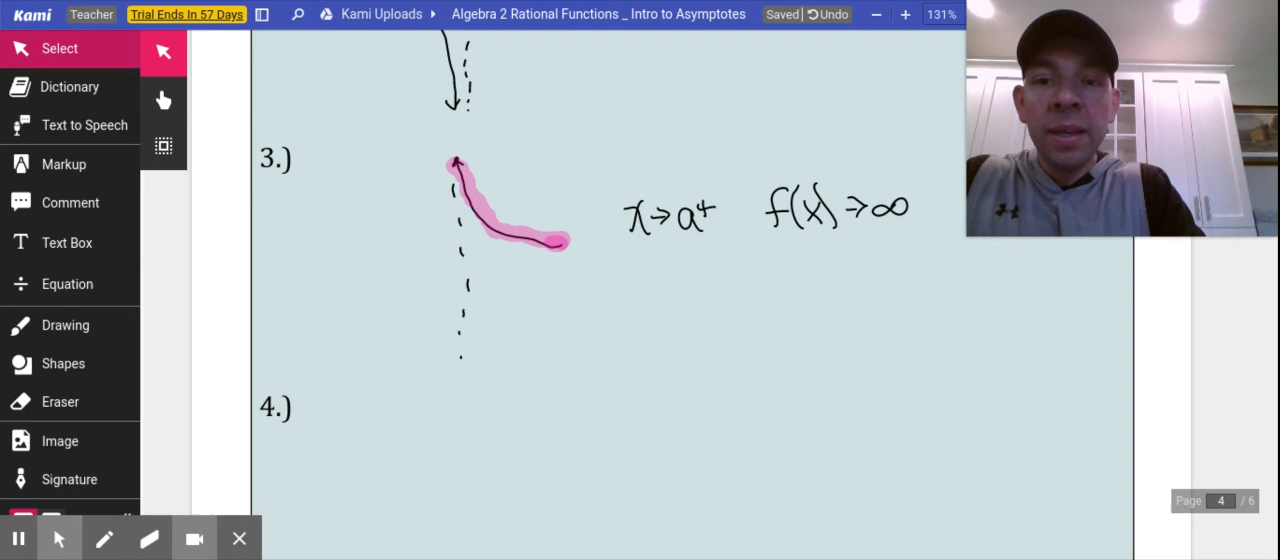 Kami Teacher Trial Ends In 57 Days Kami Uploads Algebra 2 Rational Functions _ Intro to Asymptotes Saved Undo − + 131%
Select
Dictionary
Text to Speech
Markup
Comment
T Text Box
÷ Equation
Drawing
Shapes
Eraser
Image
Signature
3.)
x→a⁺ f(x)→∞
4.)
Page 4 / 6